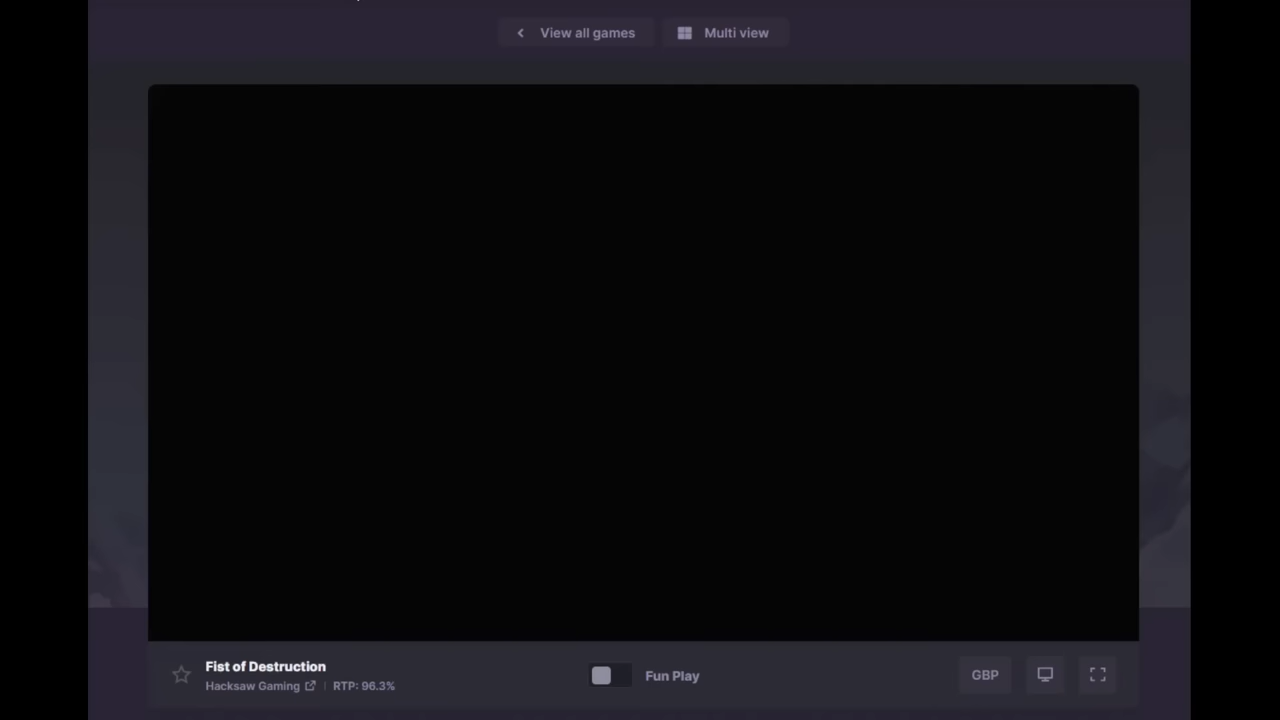 View all games
Multi view
Fist of Destruction
Hacksaw Gaming | RTP: 96.3%
Fun Play
GBP